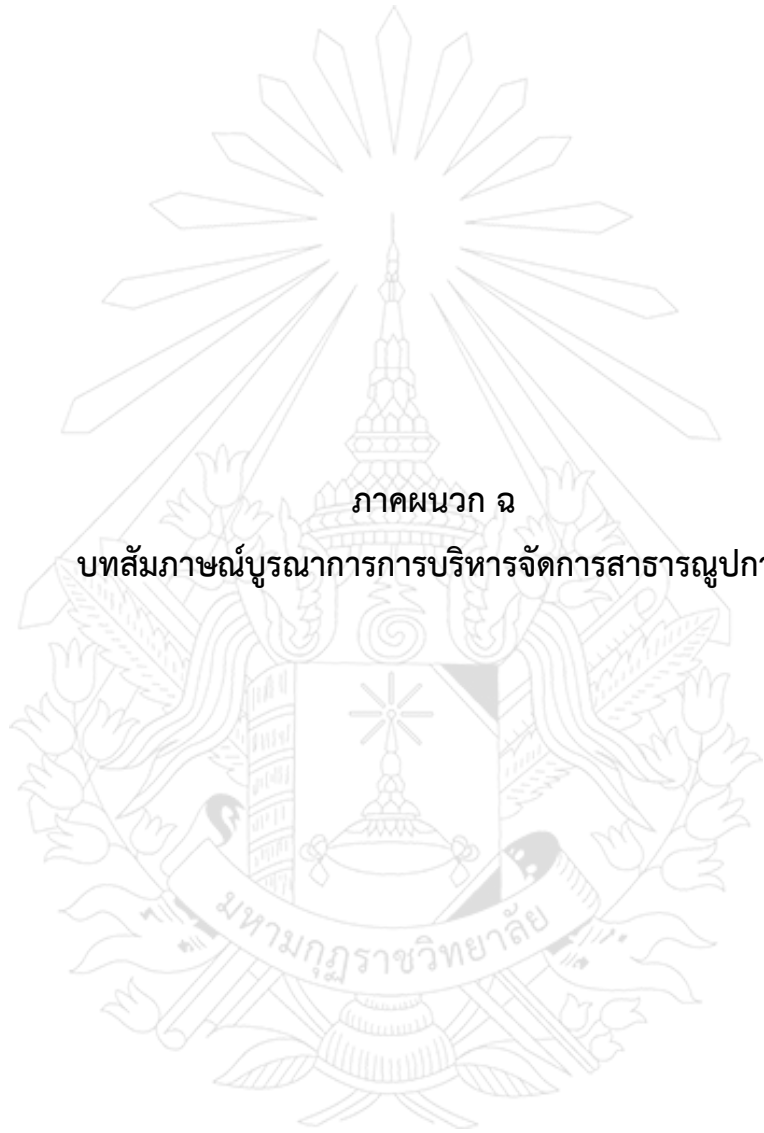 ภาคผนวก ฉ
บทสัมภาษณ์บูรณาการการบริหารจัดการสาธารณูปกา
มหามกุฏราชวิทยาลัย